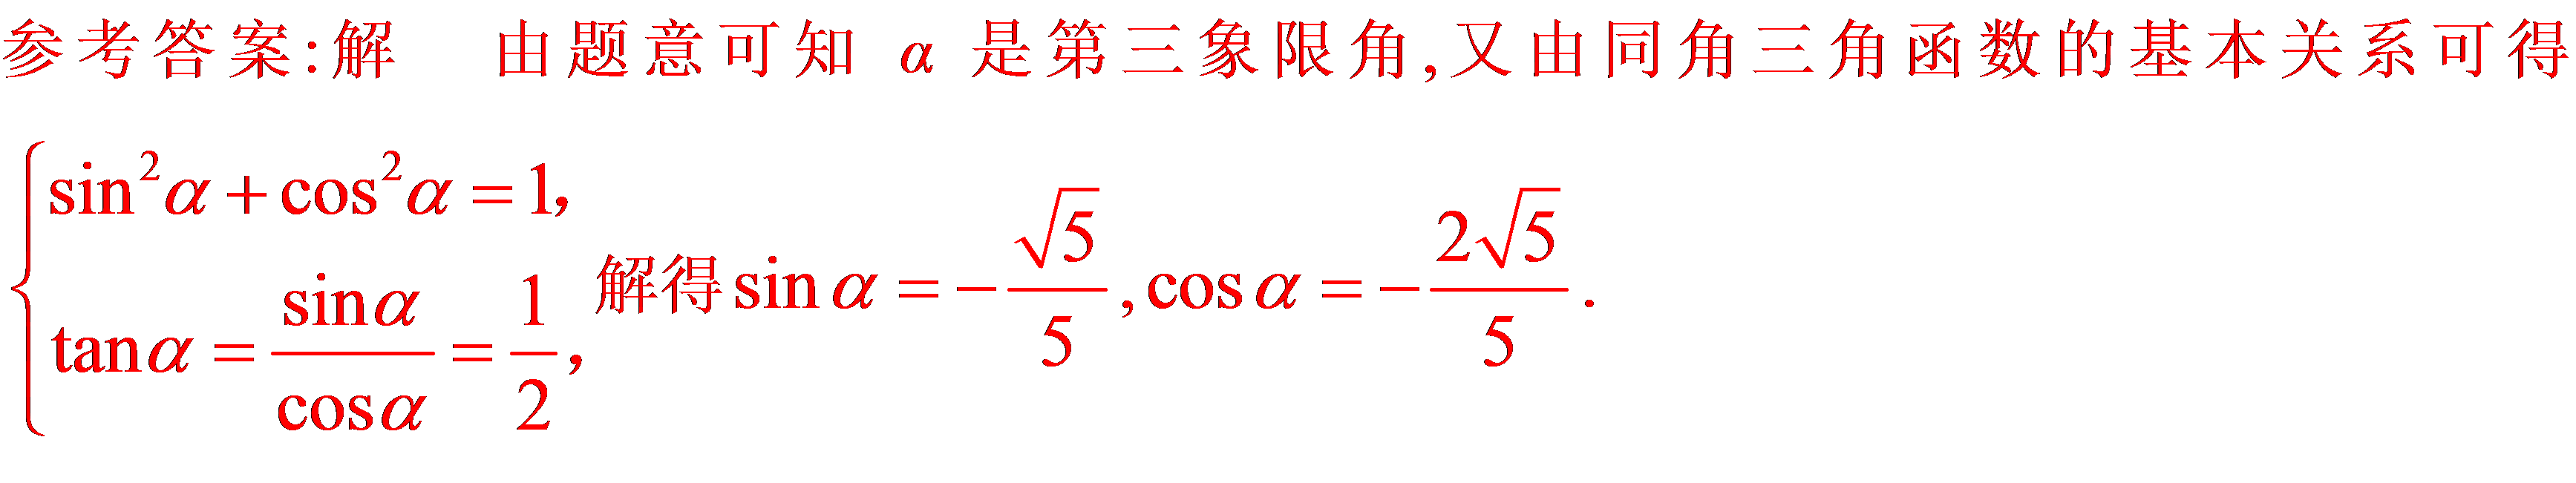 参考答案:解 由题意可知 α 是第三象限角,又由同角三角函数的基本关系可得
{ sin²α + cos²α = 1, tanα = sinα/cosα = 1/2, 解得 sin α = −√5/5, cos α = −2√5/5.